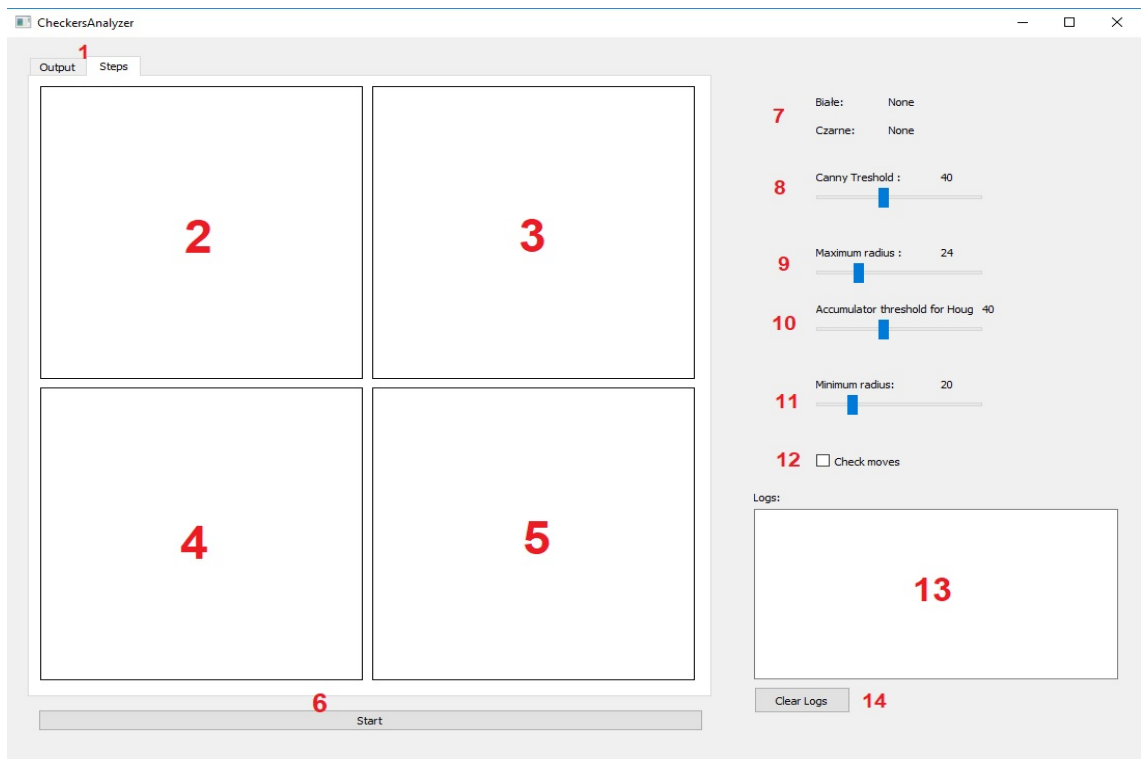 CheckersAnalyzer
1
Output Steps
2
3
4
5
6
Start
7
Białe: None
Czarne: None
8
Canny Treshold : 40
9
Maximum radius : 24
10
Accumulator threshold for Houg 40
11
Minimum radius: 20
12
Check moves
Logs:
13
Clear Logs
14